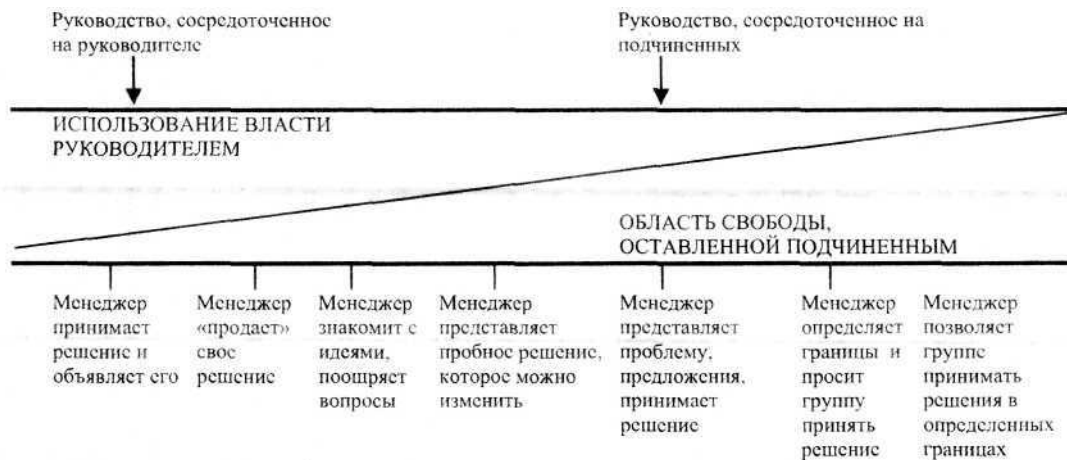 Руководство, сосредоточенное
на руководителе
Руководство, сосредоточенное на
подчиненных
ИСПОЛЬЗОВАНИЕ ВЛАСТИ
РУКОВОДИТЕЛЕМ
ОБЛАСТЬ СВОБОДЫ,
ОСТАВЛЕННОЙ ПОДЧИНЕННЫМ
Менеджер
принимает
решение и
объявляет его
Менеджер
«продает»
свое
решение
Менеджер
знакомит с
идеями,
поощряет
вопросы
Менеджер
представляет
пробное решение,
которое можно
изменить
Менеджер
представляет
проблему,
предложения,
принимает
решение
Менеджер
определяет
границы и
просит
группу
принять
решение
Менеджер
позволяет
группе
принимать
решения в
определенных
границах